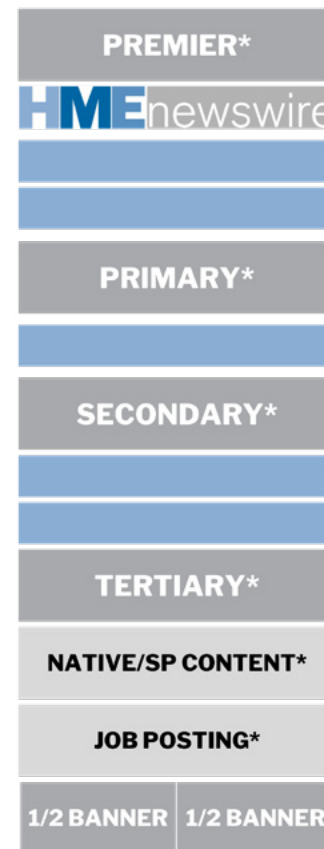 PREMIER*
HMEnewswire
PRIMARY*
SECONDARY*
TERTIARY*
NATIVE/SP CONTENT*
JOB POSTING*
1/2 BANNER 1/2 BANNER